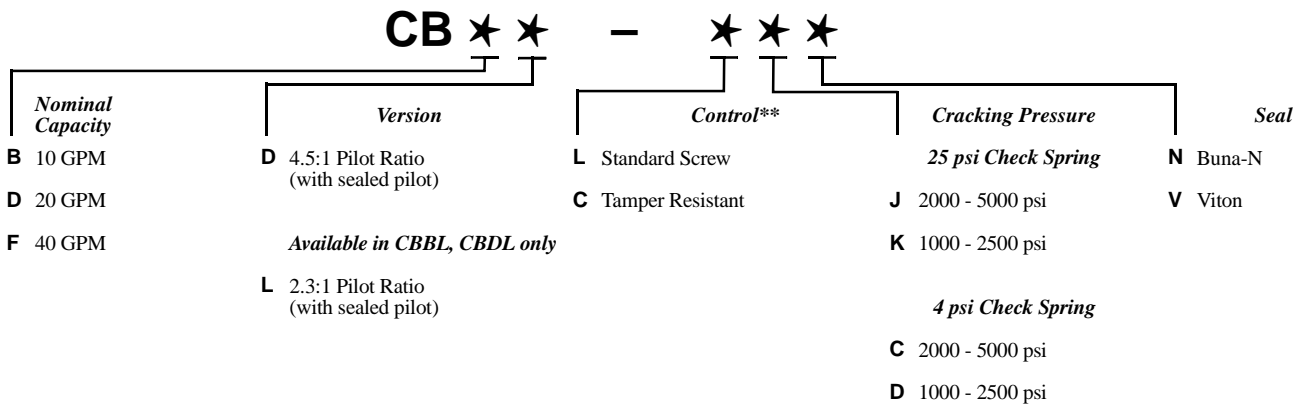 CB ✶ ✶ – ✶ ✶ ✶
Nominal
Capacity
B 10 GPM
D 20 GPM
F 40 GPM
Version
D 4.5:1 Pilot Ratio
(with sealed pilot)
Available in CBBL, CBDL only
L 2.3:1 Pilot Ratio
(with sealed pilot)
Control**
L Standard Screw
C Tamper Resistant
Cracking Pressure
25 psi Check Spring
J 2000 - 5000 psi
K 1000 - 2500 psi
4 psi Check Spring
C 2000 - 5000 psi
D 1000 - 2500 psi
Seal
N Buna-N
V Viton